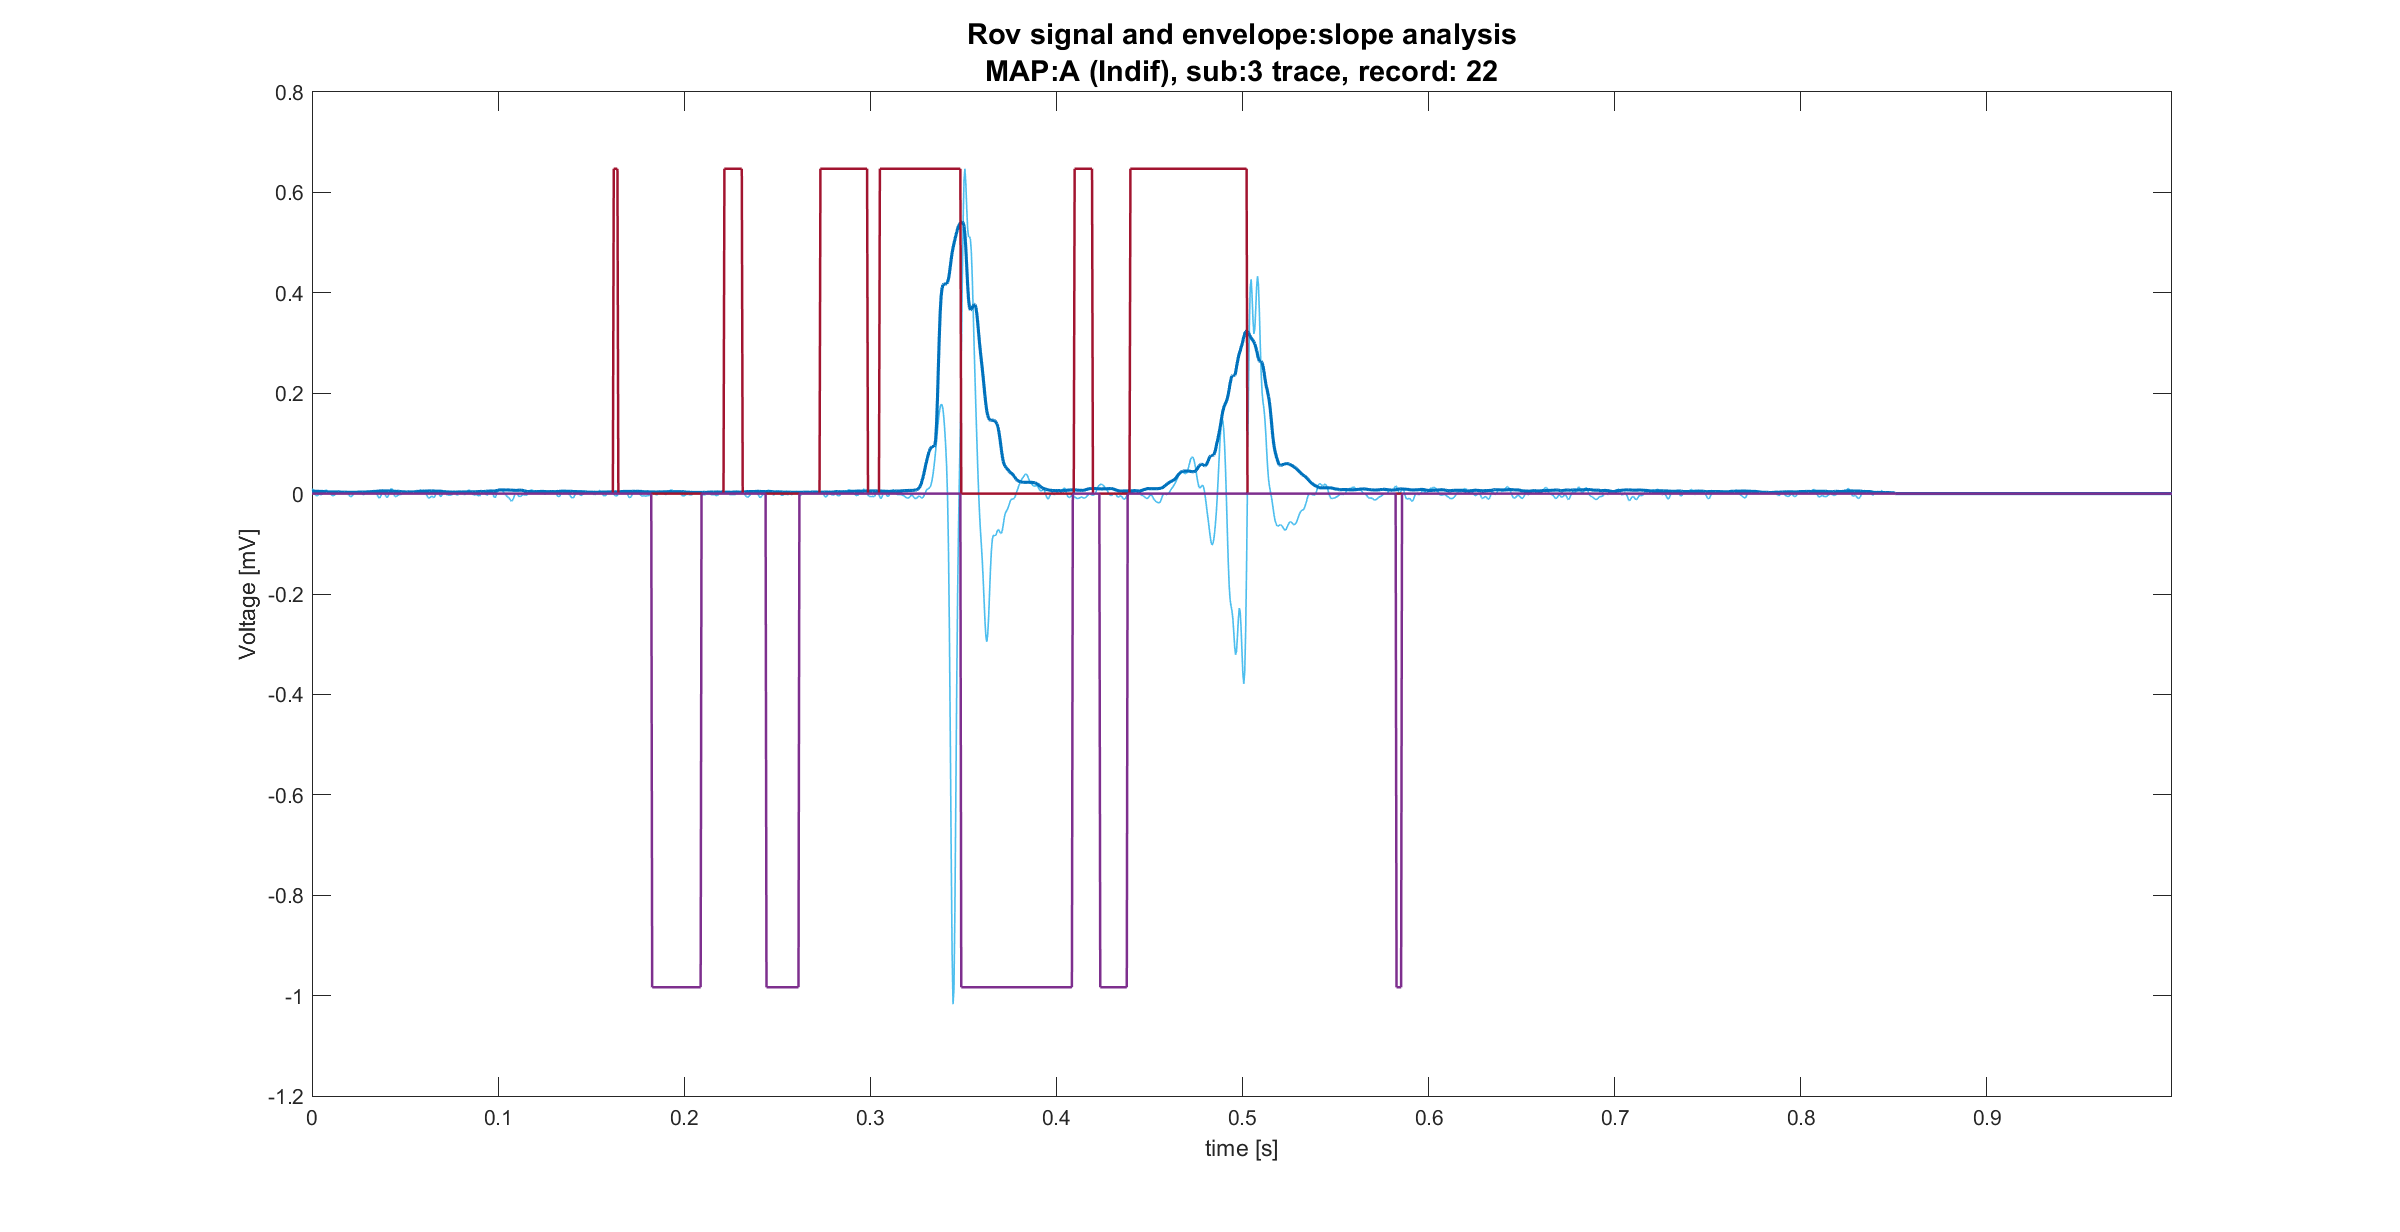 Rov signal and envelope:slope analysis
MAP:A (Indif), sub:3 trace, record: 22
0.8
0.6
0.4
0.2
0
-0.2
-0.4
-0.6
-0.8
-1
-1.2
Voltage [mV]
0 0.1 0.2 0.3 0.4 0.5 0.6 0.7 0.8 0.9
time [s]